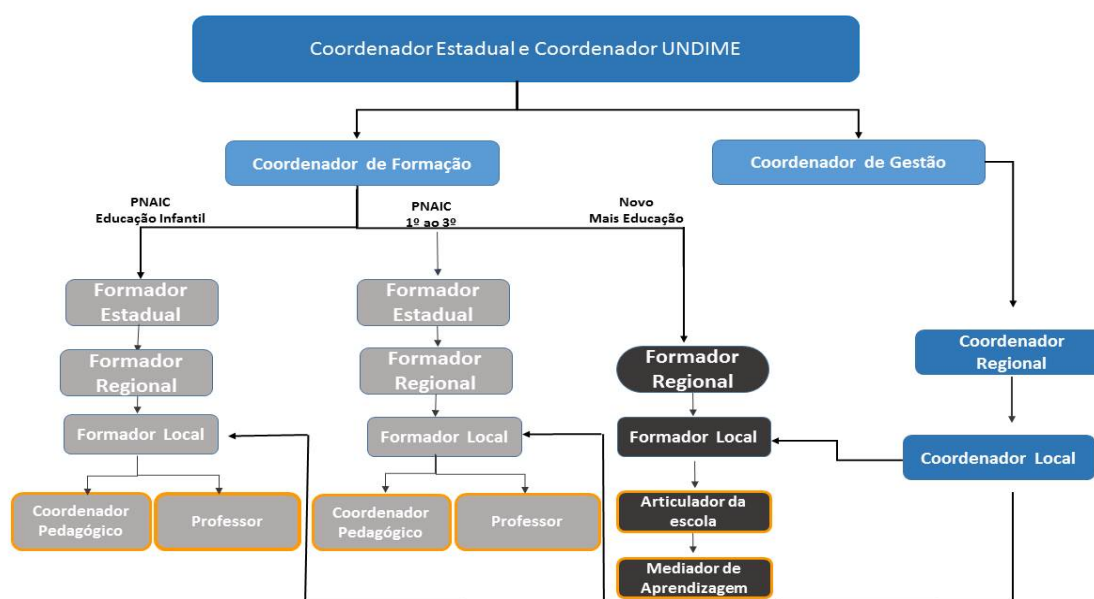 Coordenador Estadual e Coordenador UNDIME
Coordenador de Formação
Coordenador de Gestão
PNAIC
Educação Infantil
PNAIC
1º ao 3º
Novo
Mais Educação
Formador
Estadual
Formador
Estadual
Formador
Regional
Formador
Regional
Formador
Regional
Coordenador
Regional
Formador Local
Formador Local
Formador Local
Coordenador Local
Coordenador
Pedagógico
Professor
Coordenador
Pedagógico
Professor
Articulador da
escola
Mediador de
Aprendizagem